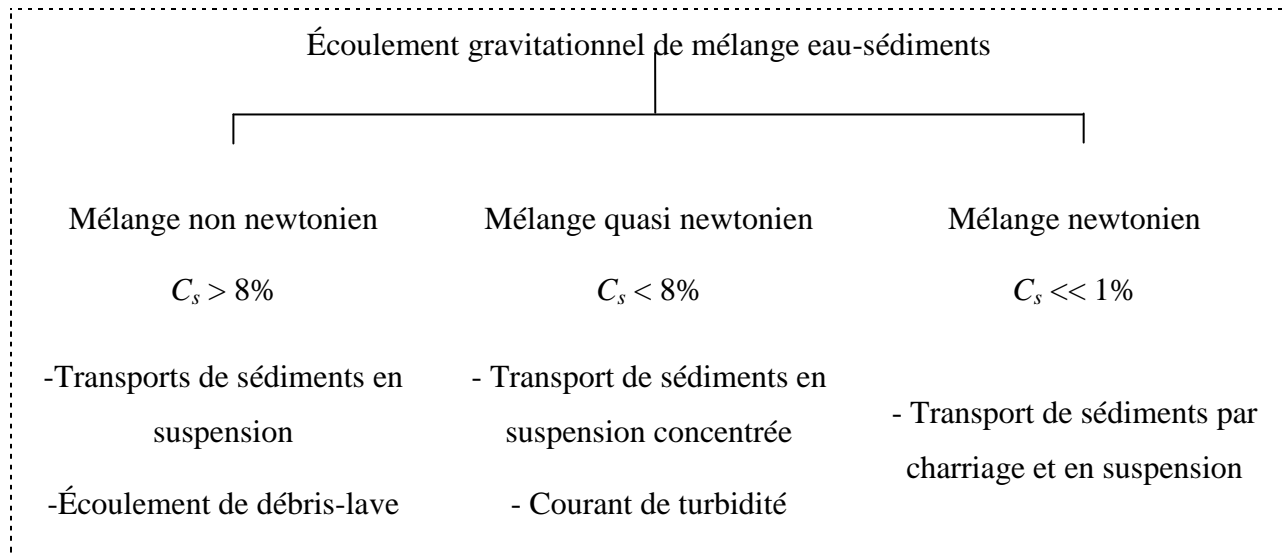 Écoulement gravitationnel de mélange eau-sédiments
Mélange non newtonien
Cs > 8%
-Transports de sédiments en
suspension
-Écoulement de débris-lave
Mélange quasi newtonien
Cs < 8%
- Transport de sédiments en
suspension concentrée
- Courant de turbidité
Mélange newtonien
Cs << 1%
- Transport de sédiments par
charriage et en suspension